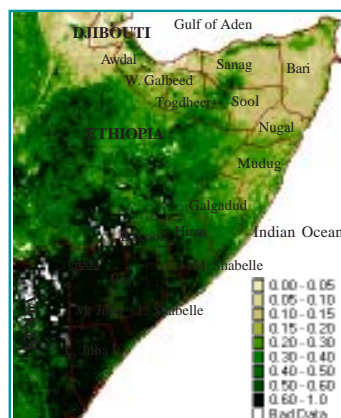 Gulf of Aden
DJIBOUTI
Awdal
Sanag
Bari
W. Galbeed
Togdheer
Sool
ETHIOPIA
Nugal
Mudug
Galgadud
Hiran
Indian Ocean
Gedo
Shabelle
M. Juba
L. Shabelle
L. Juba
0.00 - 0.05
0.05 - 0.10
0.10 - 0.15
0.15 - 0.20
0.20 - 0.30
0.30 - 0.40
0.40 - 0.50
0.50 - 0.60
0.60 - 1.0
Bad Data